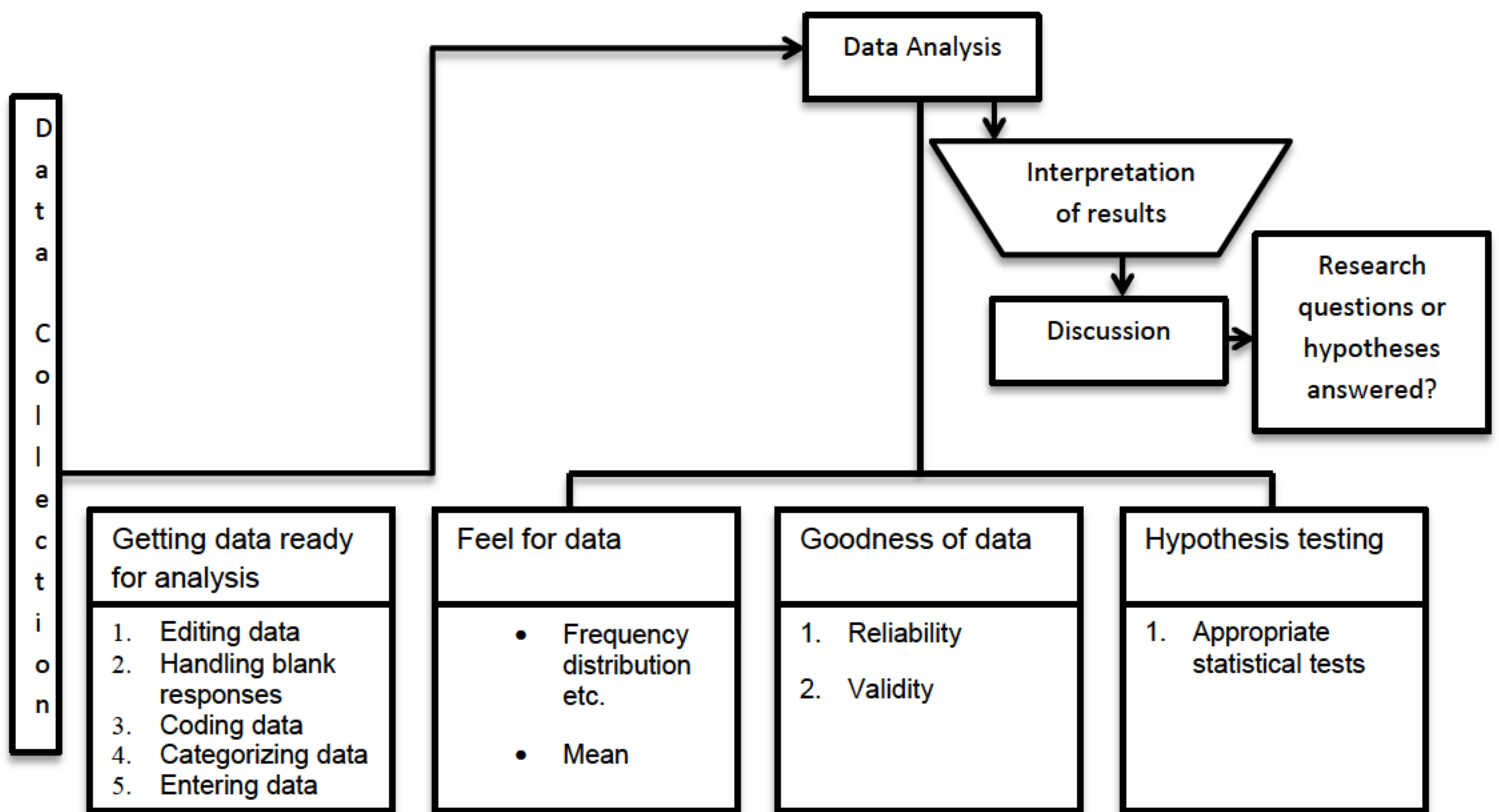 Data Collection
Data Analysis
Interpretation
of results
Discussion
Research
questions or
hypotheses
answered?
Getting data ready
for analysis
1. Editing data
2. Handling blank
responses
3. Coding data
4. Categorizing data
5. Entering data
Feel for data
• Frequency
distribution
etc.
• Mean
Goodness of data
1. Reliability
2. Validity
Hypothesis testing
1. Appropriate
statistical tests